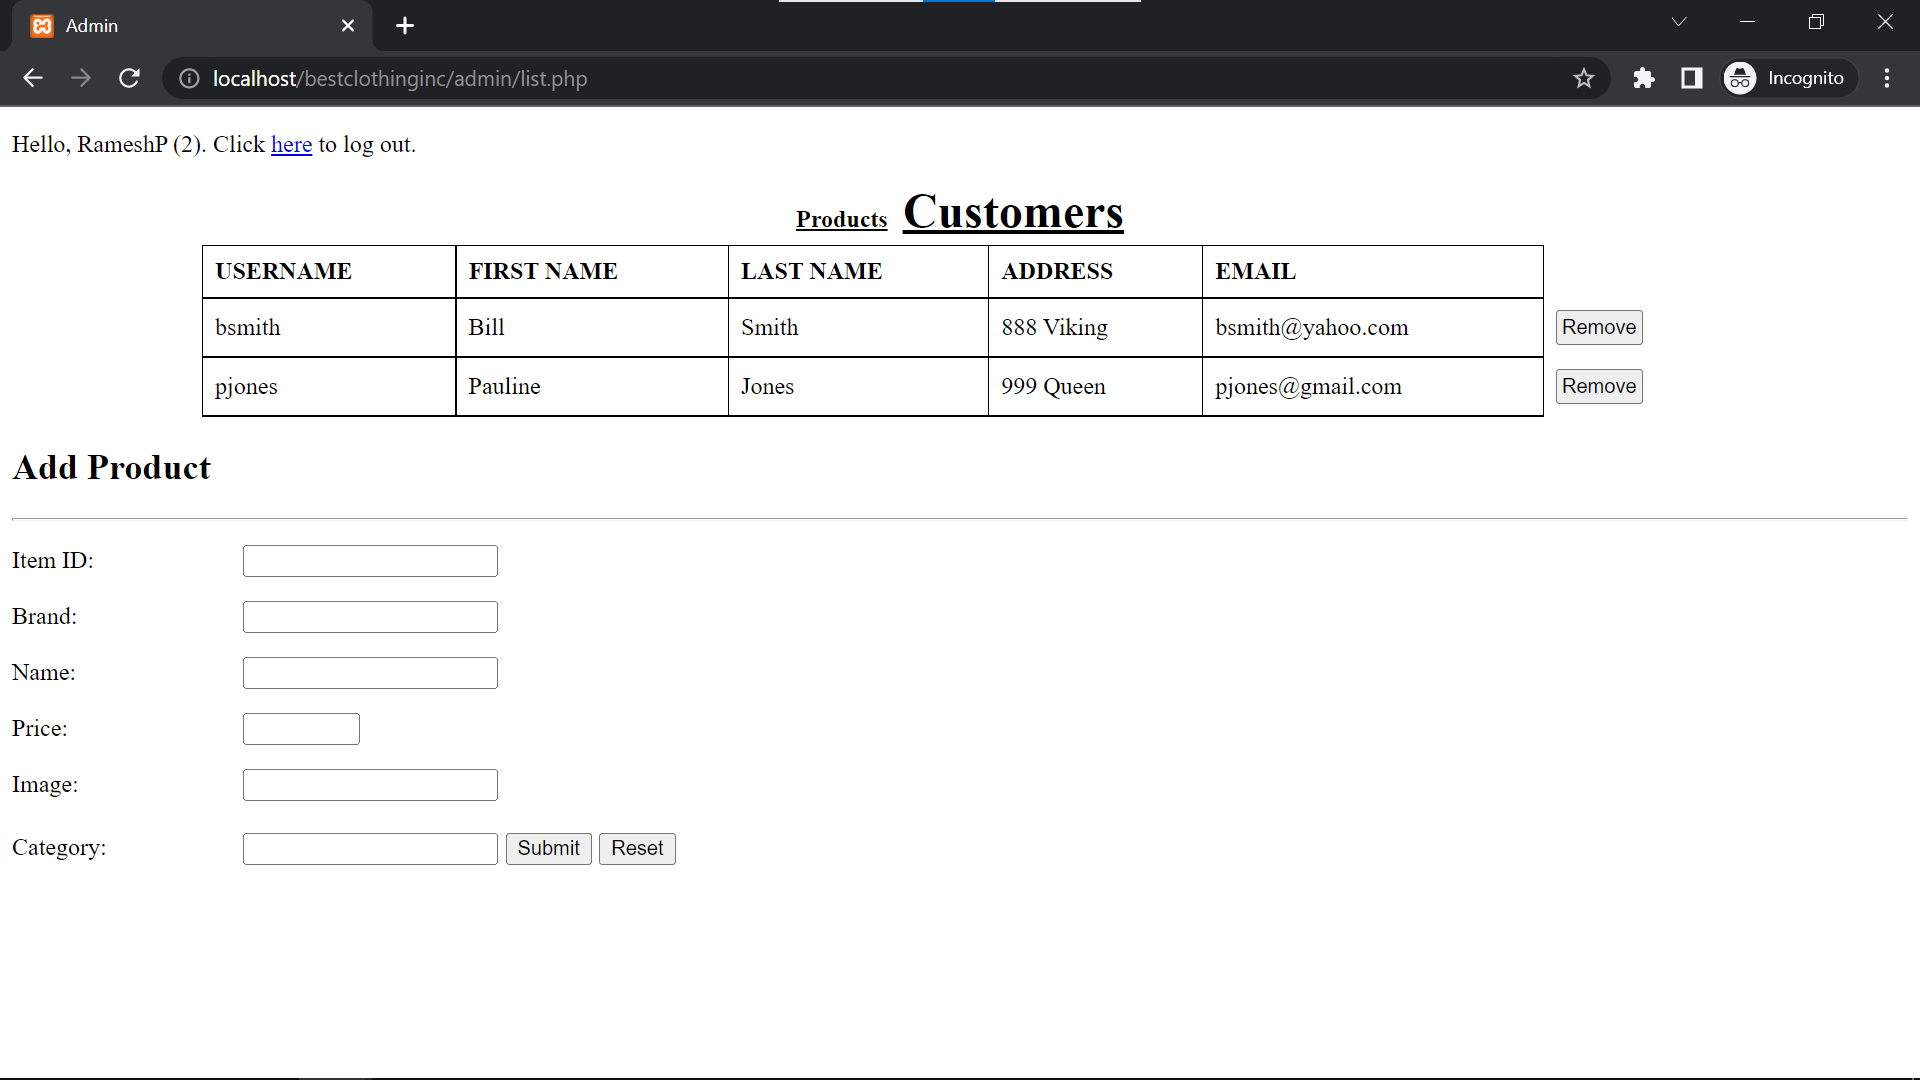 Admin
localhost/bestclothinginc/admin/list.php
Incognito
Hello, RameshP (2). Click here to log out.
Products Customers
USERNAME FIRST NAME LAST NAME ADDRESS EMAIL
bsmith Bill Smith 888 Viking bsmith@yahoo.com Remove
pjones Pauline Jones 999 Queen pjones@gmail.com Remove
Add Product
Item ID:
Brand:
Name:
Price:
Image:
Category: Submit Reset